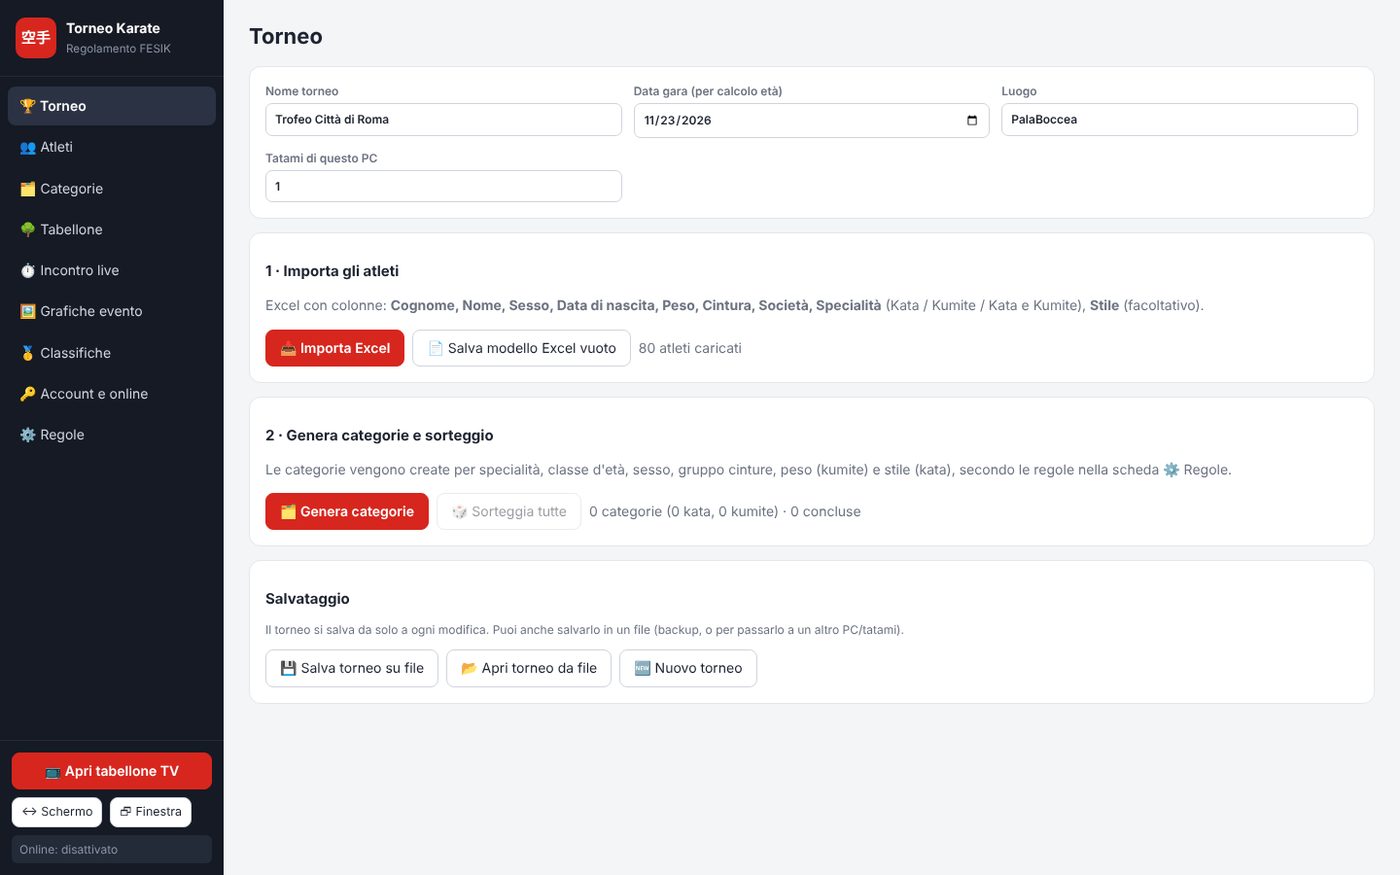 空手
Torneo Karate
Regolamento FESIK
🏆 Torneo
👥 Atleti
🗂️ Categorie
🌳 Tabellone
⏱️ Incontro live
🖼️ Grafiche evento
🥇 Classifiche
🔑 Account e online
⚙️ Regole
📺 Apri tabellone TV
↔ Schermo
🗗 Finestra
Online: disattivato
Torneo
Nome torneo
Trofeo Città di Roma
Data gara (per calcolo età)
11/23/2026
Luogo
PalaBoccea
Tatami di questo PC
1
1 · Importa gli atleti
Excel con colonne: Cognome, Nome, Sesso, Data di nascita, Peso, Cintura, Società, Specialità (Kata / Kumite / Kata e Kumite), Stile (facoltativo).
📥 Importa Excel
📄 Salva modello Excel vuoto
80 atleti caricati
2 · Genera categorie e sorteggio
Le categorie vengono create per specialità, classe d'età, sesso, gruppo cinture, peso (kumite) e stile (kata), secondo le regole nella scheda ⚙️ Regole.
🗂️ Genera categorie
🎲 Sorteggia tutte
0 categorie (0 kata, 0 kumite) · 0 concluse
Salvataggio
Il torneo si salva da solo a ogni modifica. Puoi anche salvarlo in un file (backup, o per passarlo a un altro PC/tatami).
💾 Salva torneo su file
📂 Apri torneo da file
🆕 Nuovo torneo